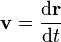 v = dr/dt